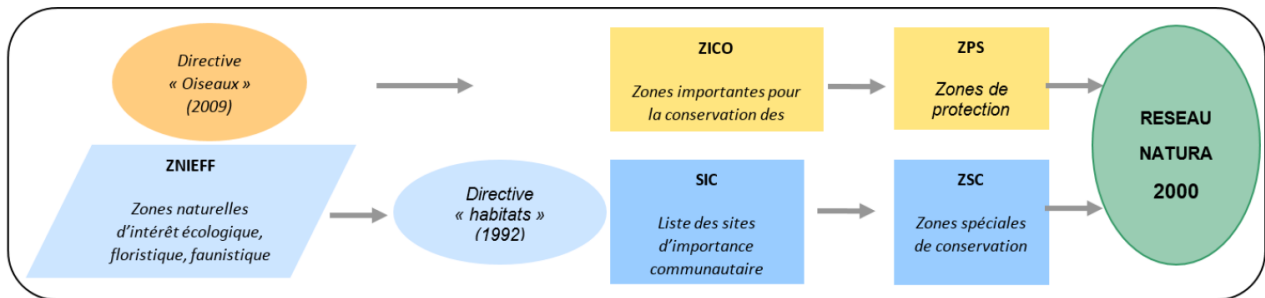 Directive
« Oiseaux »
(2009)
ZICO
Zones importantes pour
la conservation des
ZPS
Zones de
protection
RESEAU
NATURA
2000
ZNIEFF
Zones naturelles
d’intérêt écologique,
floristique, faunistique
Directive
« habitats »
(1992)
SIC
Liste des sites
d’importance
communautaire
ZSC
Zones spéciales
de conservation